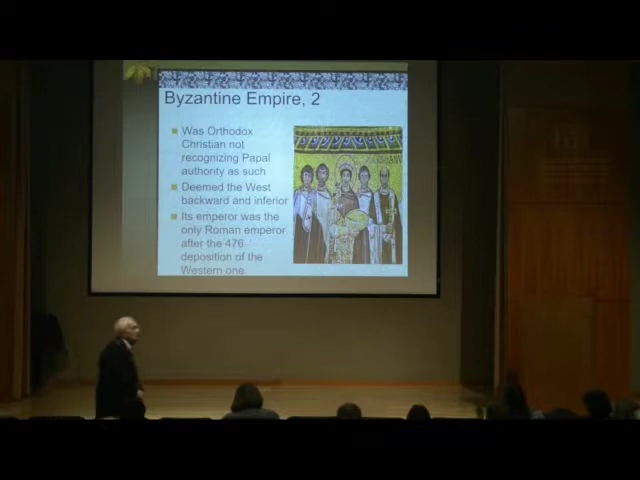 Byzantine Empire, 2
Was Orthodox
Christian not
recognizing Papal
authority as such
Deemed the West
backward and inferior
Its emperor was the
only Roman emperor
after the 476
deposition of the
Western one